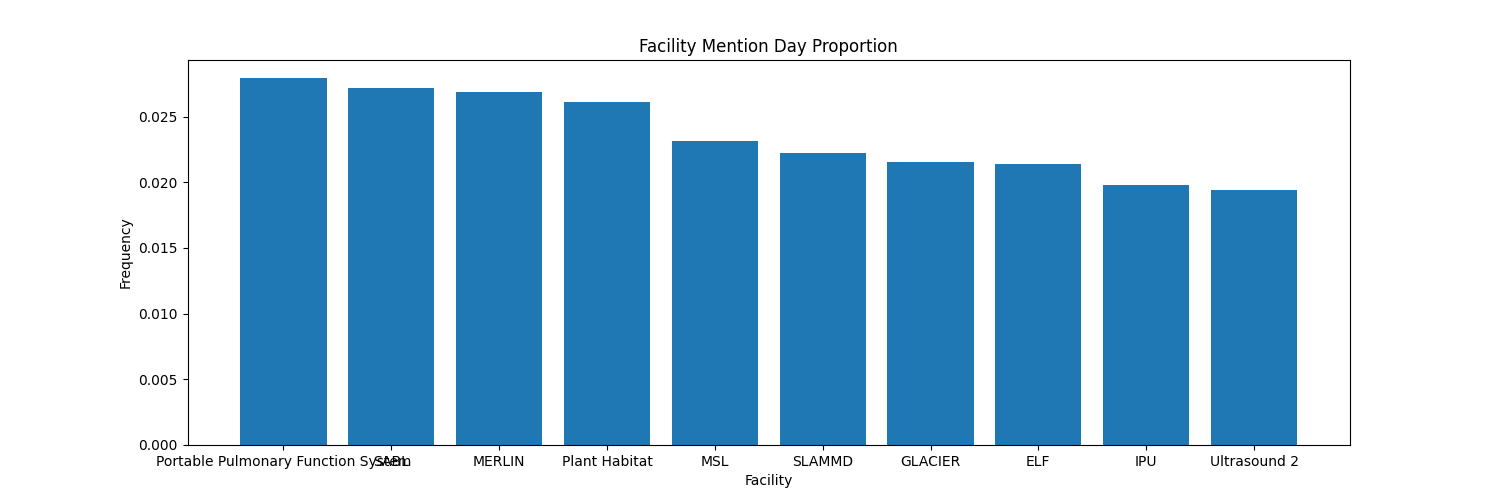 Facility Mention Day Proportion
Frequency
0.025
0.020
0.015
0.010
0.005
0.000
Portable Pulmonary Function System SABL MERLIN Plant Habitat MSL SLAMMD GLACIER ELF IPU Ultrasound 2
Facility